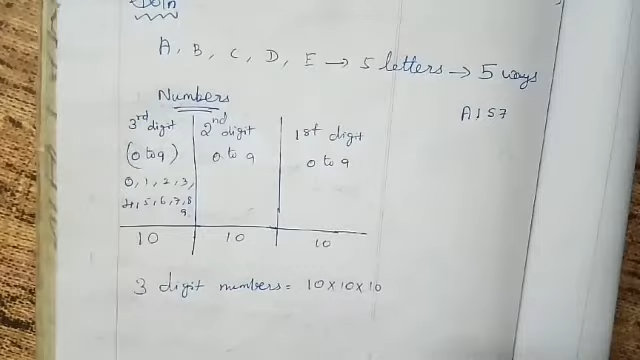 Soln
A, B, C, D, E → 5 letters → 5 ways
A157
Numbers
3rd digit 2nd digit 1st digit
(0 to 9) 0 to 9 0 to 9
0, 1, 2, 3,
4, 5, 6, 7, 8
9
10 10 10
3 digit numbers = 10 x 10 x 10